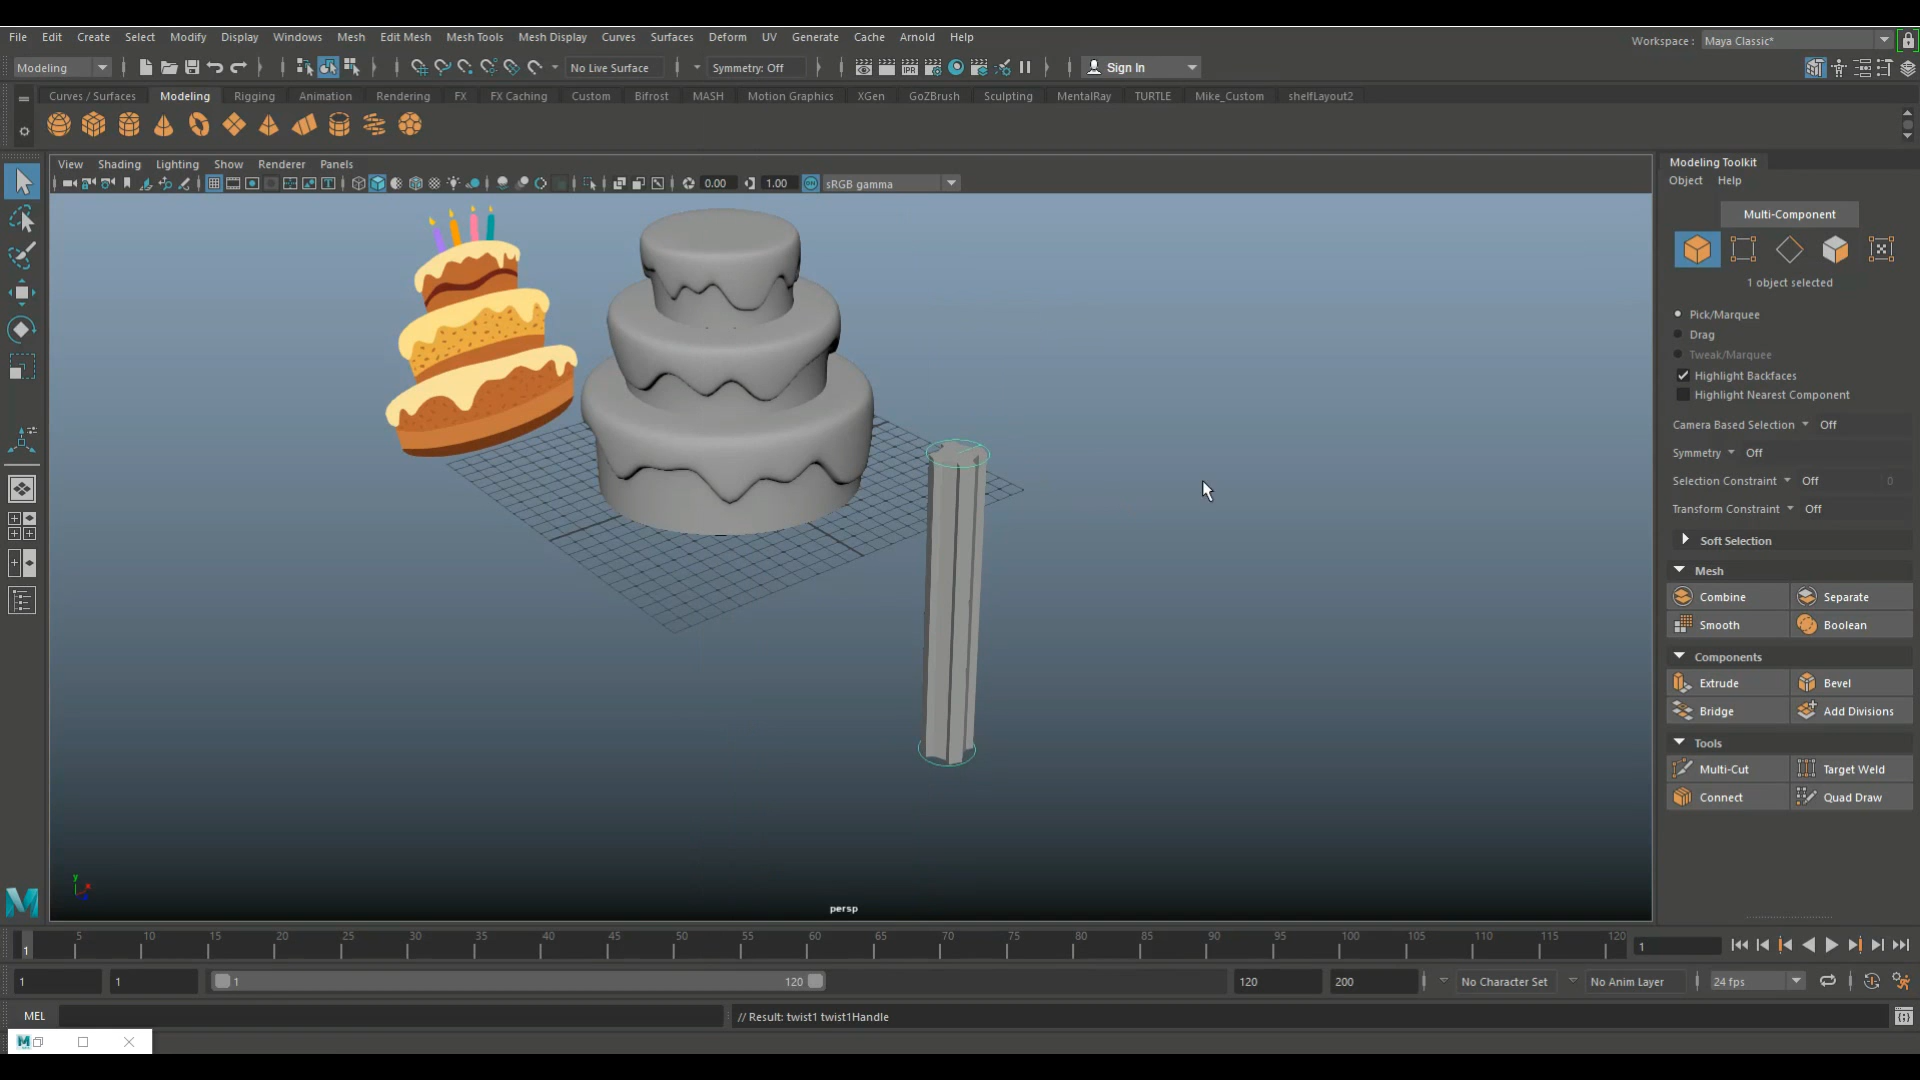 File Edit Create Select Modify Display Windows Mesh Edit Mesh Mesh Tools Mesh Display Curves Surfaces Deform UV Generate Cache Arnold Help
Workspace : Maya Classic*
Modeling No Live Surface Symmetry: Off Sign In
Curves / Surfaces Modeling Rigging Animation Rendering FX FX Caching Custom Bifrost MASH Motion Graphics XGen GoZBrush Sculpting MentalRay TURTLE Mike_Custom shelfLayout2
View Shading Lighting Show Renderer Panels
0.00 1.00 ON sRGB gamma
Modeling Toolkit
Object Help
Multi-Component
1 object selected
Pick/Marquee
Drag
Tweak/Marquee
Highlight Backfaces
Highlight Nearest Component
Camera Based Selection Off
Symmetry Off
Selection Constraint Off 0
Transform Constraint Off
Soft Selection
Mesh
Combine Separate
Smooth Boolean
Components
Extrude Bevel
Bridge Add Divisions
Tools
Multi-Cut Target Weld
Connect Quad Draw
y
persp
5 10 15 20 25 30 35 40 45 50 55 60 65 70 75 80 85 90 95 100 105 110 115 120
1 1
1 1 1 120 120 200 No Character Set No Anim Layer 24 fps
MEL // Result: twist1 twist1Handle